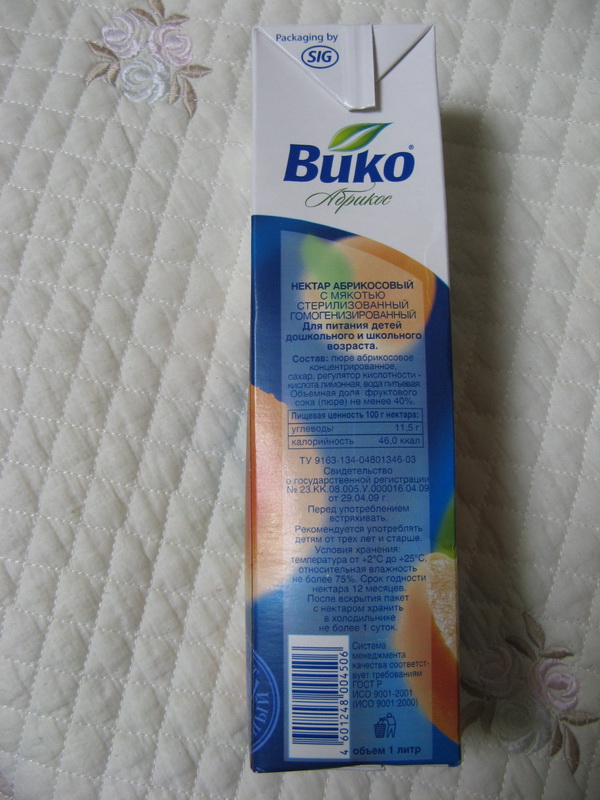 Packaging by
SIG
Вико®
Абрикос
НЕКТАР АБРИКОСОВЫЙ
С МЯКОТЬЮ
СТЕРИЛИЗОВАННЫЙ
ГОМОГЕНИЗИРОВАННЫЙ
Для питания детей
дошкольного и школьного
возраста.
Состав: пюре абрикосовое
концентрированное,
сахар, регулятор кислотности -
кислота лимонная, вода питьевая.
Объемная доля фруктового
сока (пюре) не менее 40%.
Пищевая ценность 100 г нектара:
углеводы 11,5 г
калорийность 46,0 ккал
ТУ 9163-134-04801346-03
Свидетельство
о государственной регистрации
№ 23.КК.08.005.У.000016.04.09
от 29.04.09 г.
Перед употреблением
встряхивать.
Рекомендуется употреблять
детям от трех лет и старше.
Условия хранения:
температура от +2°С до +25°С,
относительная влажность
не более 75%. Срок годности
нектара 12 месяцев.
После вскрытия пакет
с нектаром хранить
в холодильнике
не более 1 суток.
4 601248 004506
Система
менеджмента
качества соответст-
вует требованиям
ГОСТ Р
ИСО 9001-2001
(ИСО 9001:2000)
объем 1 литр